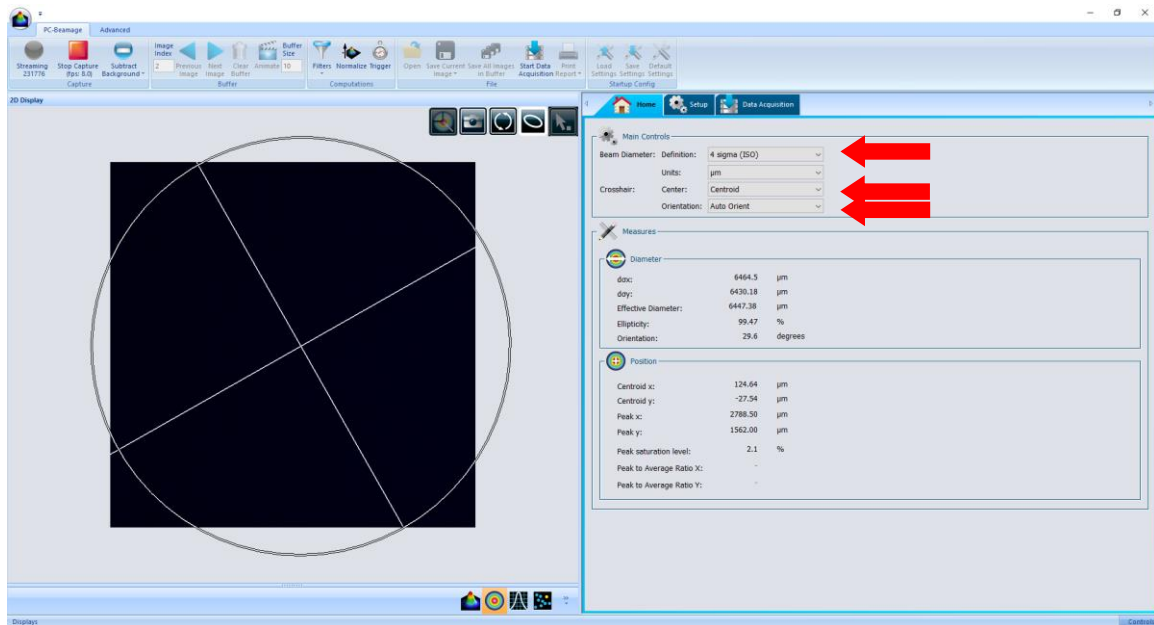 PC-Beamage Advanced
Streaming 231776
Stop Capture (fps: 8.0)
Subtract Background
Capture
Image Index 2
Previous Image
Next Image
Clear Buffer
Animate
Buffer Size 10
Buffer
Filters Normalize Trigger
Computations
Open
Save Current Image
Save All Images in Buffer
Start Data Acquisition
Print Report
File
Load Settings
Save Settings
Default Settings
Startup Config
2D Display
Home Setup Data Acquisition
Main Controls
Beam Diameter: Definition: 4 sigma (ISO)
Units: µm
Crosshair: Center: Centroid
Orientation: Auto Orient
Measures
Diameter
dσx: 6464.5 µm
dσy: 6430.18 µm
Effective Diameter: 6447.38 µm
Ellipticity: 99.47 %
Orientation: 29.6 degrees
Position
Centroid x: 124.64 µm
Centroid y: -27.54 µm
Peak x: 2788.50 µm
Peak y: 1562.00 µm
Peak saturation level: 2.1 %
Peak to Average Ratio X: -
Peak to Average Ratio Y: -
Displays
Controls